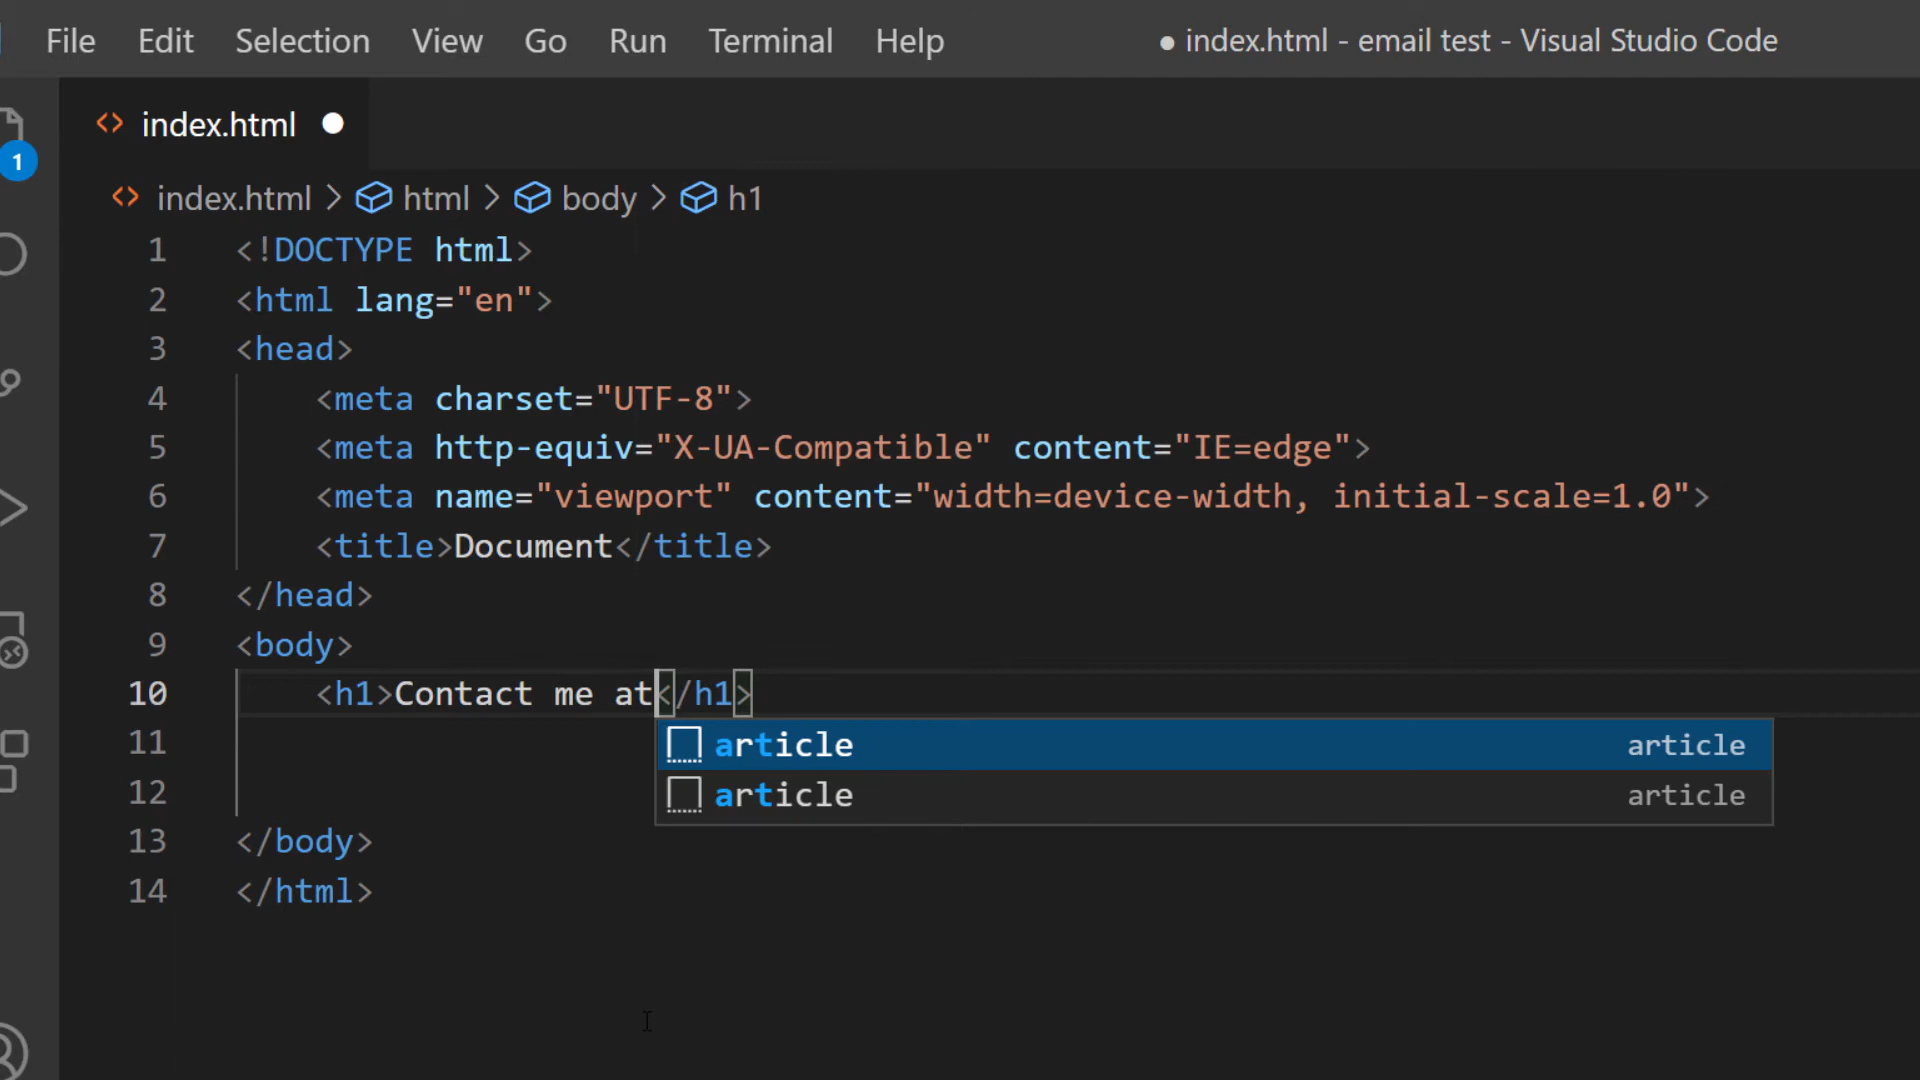 File Edit Selection View Go Run Terminal Help ● index.html - email test - Visual Studio Code
index.html
1
index.html > html > body > h1
1 <!DOCTYPE html>
2 <html lang="en">
3 <head>
4 <meta charset="UTF-8">
5 <meta http-equiv="X-UA-Compatible" content="IE=edge">
6 <meta name="viewport" content="width=device-width, initial-scale=1.0">
7 <title>Document</title>
8 </head>
9 <body>
10 <h1>Contact me at</h1>
11 article article
12 article article
13 </body>
14 </html>